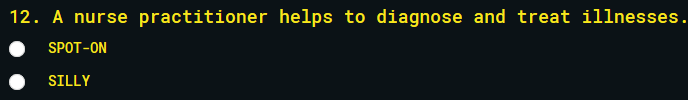 12. A nurse practitioner helps to diagnose and treat illnesses.
SPOT-ON
SILLY